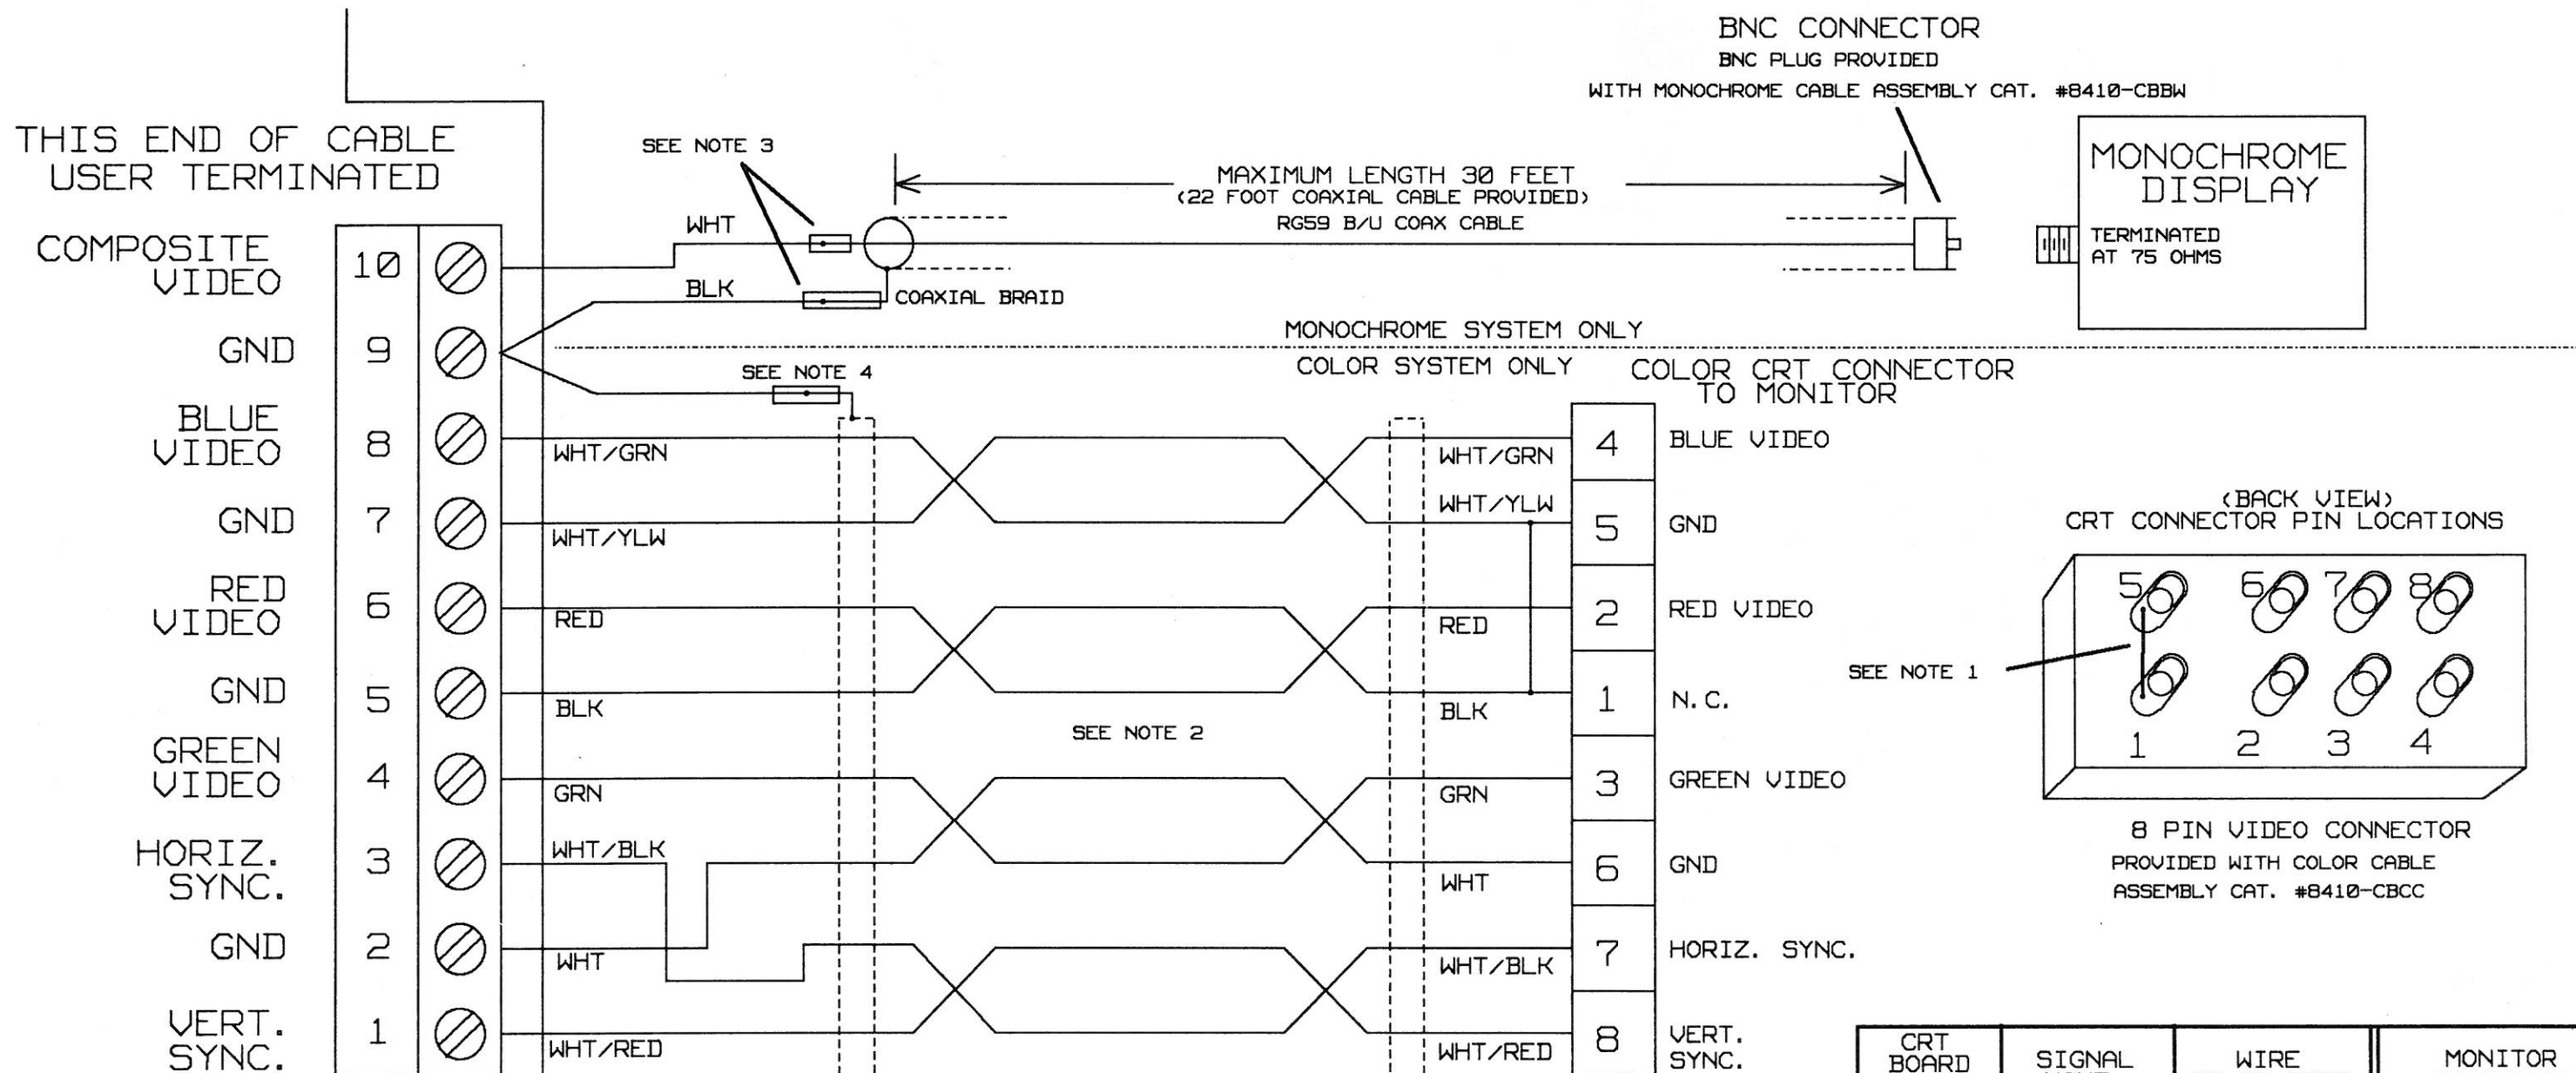 BNC CONNECTOR
BNC PLUG PROVIDED
WITH MONOCHROME CABLE ASSEMBLY CAT. #8410-CBBW
THIS END OF CABLE
USER TERMINATED
SEE NOTE 3
MAXIMUM LENGTH 30 FEET
(22 FOOT COAXIAL CABLE PROVIDED)
RG59 B/U COAX CABLE
MONOCHROME
DISPLAY
TERMINATED
AT 75 OHMS
WHT
BLK
COAXIAL BRAID
COMPOSITE
VIDEO
10
GND
9
MONOCHROME SYSTEM ONLY
COLOR SYSTEM ONLY
SEE NOTE 4
COLOR CRT CONNECTOR
TO MONITOR
BLUE
VIDEO
8
WHT/GRN
WHT/GRN
4
BLUE VIDEO
GND
7
WHT/YLW
WHT/YLW
5
GND
RED
VIDEO
6
RED
RED
2
RED VIDEO
GND
5
BLK
BLK
1
N.C.
SEE NOTE 2
GREEN
VIDEO
4
GRN
GRN
3
GREEN VIDEO
HORIZ.
SYNC.
3
WHT/BLK
WHT
6
GND
GND
2
WHT
WHT/BLK
7
HORIZ. SYNC.
VERT.
SYNC.
1
WHT/RED
WHT/RED
8
VERT.
SYNC.
(BACK VIEW)
CRT CONNECTOR PIN LOCATIONS
5 6 7 8
SEE NOTE 1
1 2 3 4
8 PIN VIDEO CONNECTOR
PROVIDED WITH COLOR CABLE
ASSEMBLY CAT. #8410-CBCC
CRT
BOARD
SIGNAL
WIRE
MONITOR